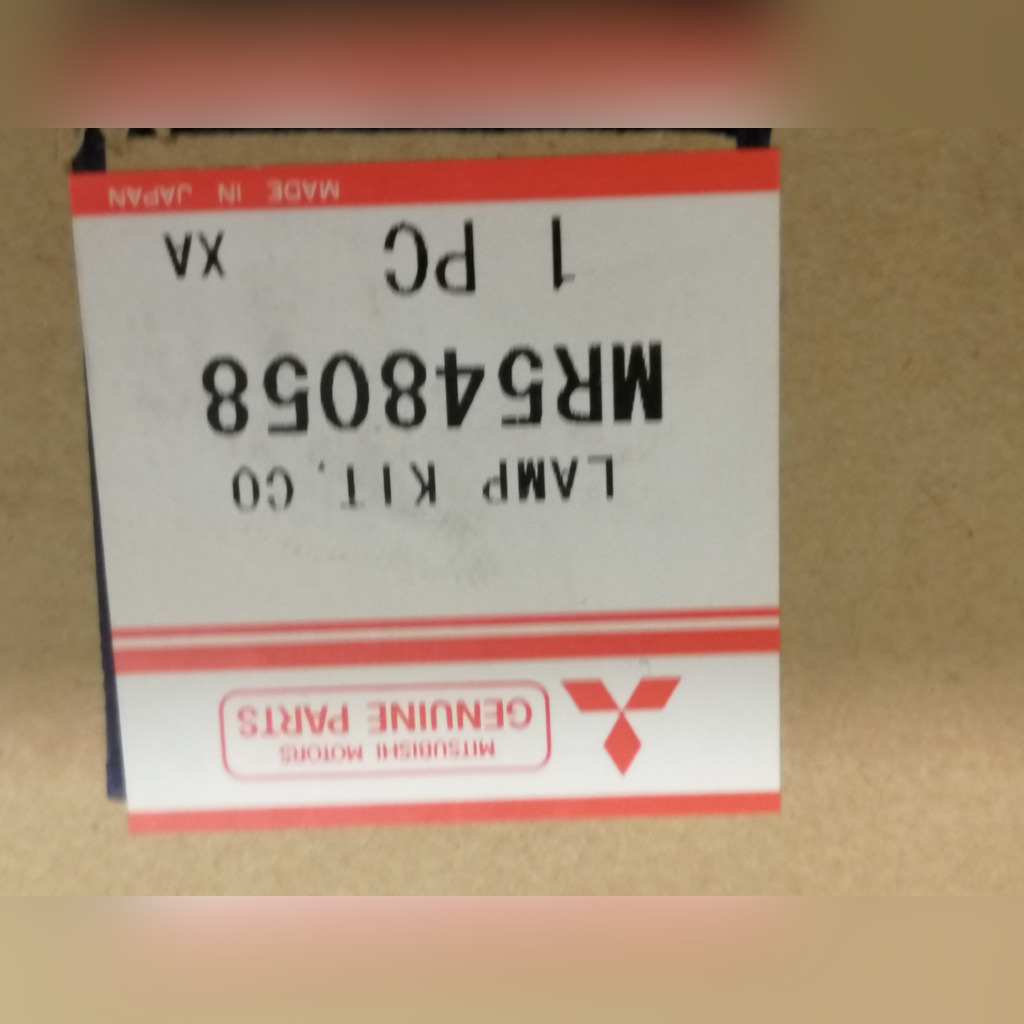 MITSUBISHI MOTORS
GENUINE PARTS
LAMP KIT,CO
MR548058
1 PC XA
MADE IN JAPAN